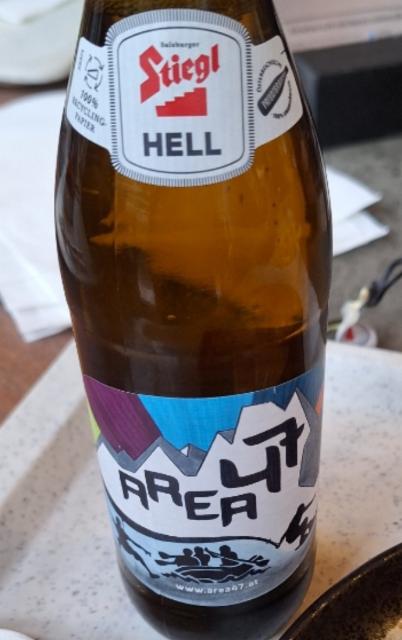 Salzburger
Stiegl
HELL
100%
RECYCLING-
PAPIER
AREA 47
www.area47.at